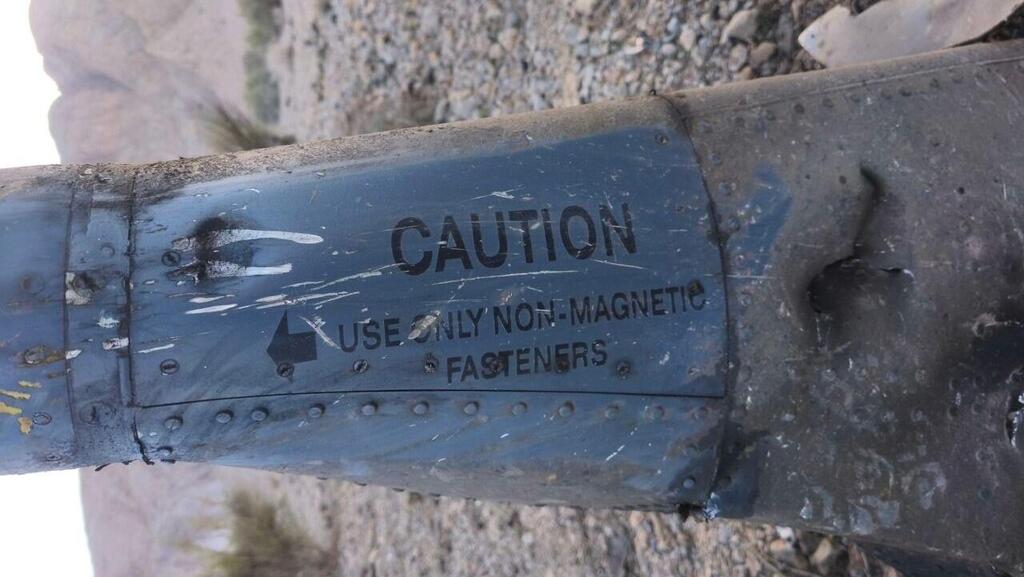 CAUTION
USE ONLY NON-MAGNETIC
FASTENERS